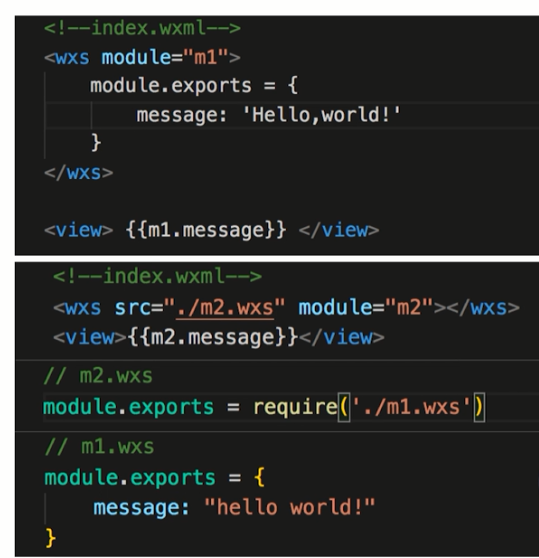 <!--index.wxml-->
<wxs module="m1">
    module.exports = {
        message: 'Hello,world!'
    }
</wxs>

<view> {{m1.message}} </view>
<!--index.wxml-->
<wxs src="./m2.wxs" module="m2"></wxs>
<view>{{m2.message}}</view>
// m2.wxs
module.exports = require('./m1.wxs')
// m1.wxs
module.exports = {
    message: "hello world!"
}